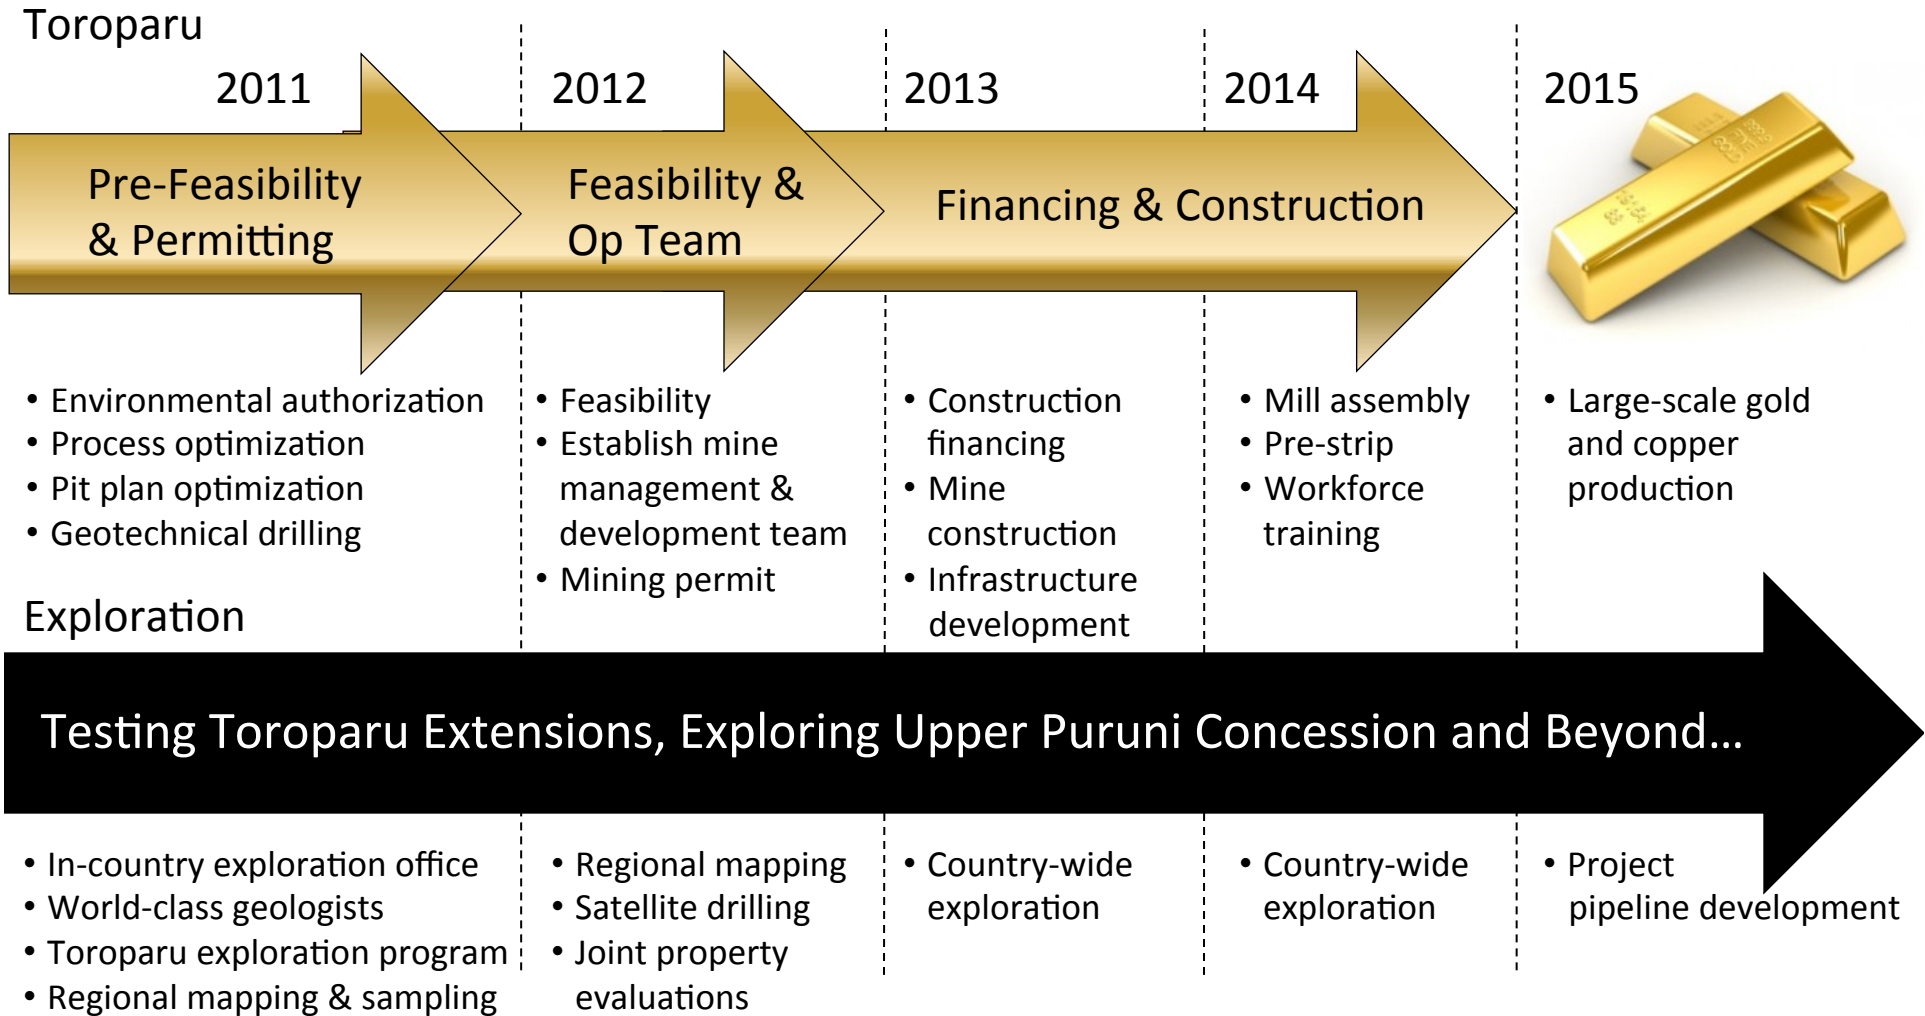 Toroparu
2011
2012
2013
2014
2015
Pre-Feasibility
& Permitting
Feasibility &
Op Team
Financing & Construction
• Environmental authorization
• Process optimization
• Pit plan optimization
• Geotechnical drilling
• Feasibility
• Establish mine
management &
development team
• Mining permit
• Construction
financing
• Mine
construction
• Infrastructure
development
• Mill assembly
• Pre-strip
• Workforce
training
• Large-scale gold
and copper
production
Exploration
Testing Toroparu Extensions, Exploring Upper Puruni Concession and Beyond...
• In-country exploration office
• World-class geologists
• Toroparu exploration program
• Regional mapping & sampling
• Regional mapping
• Satellite drilling
• Joint property
evaluations
• Country-wide
exploration
• Country-wide
exploration
• Project
pipeline development